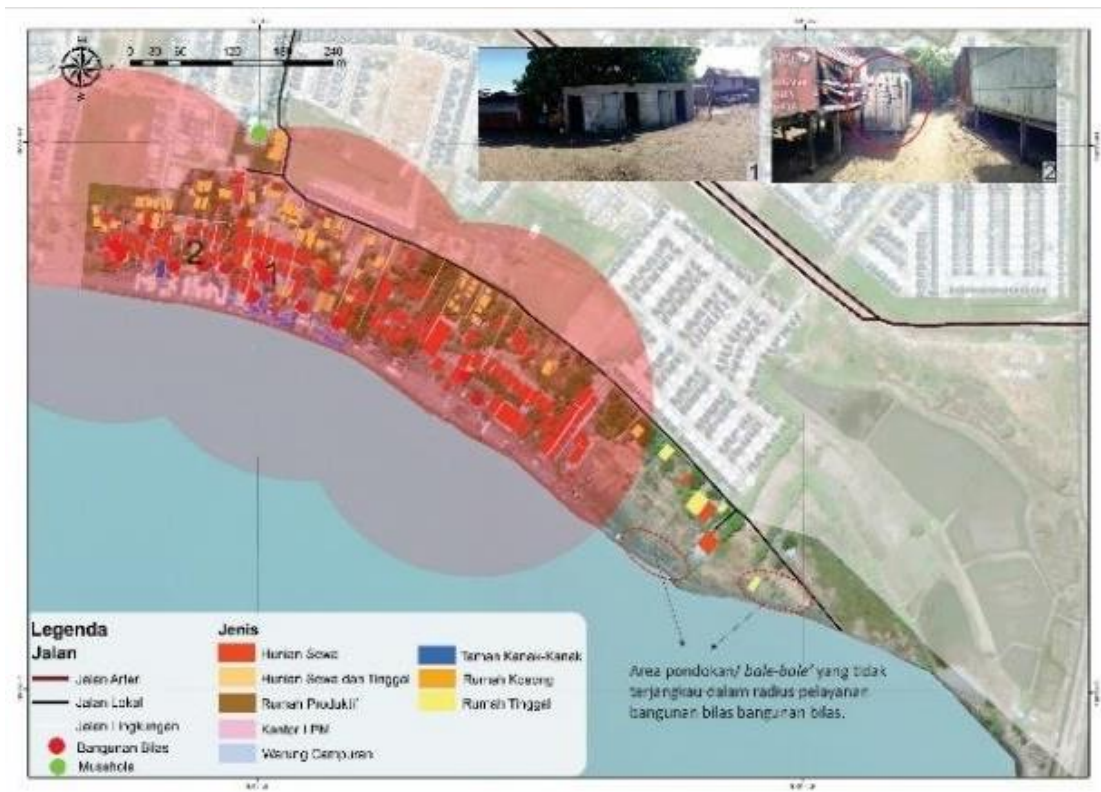 0 30 60 120 180 240
m
1
2
2
1
Legenda
Jalan
Jalan Arteri
Jalan Lokal
Jalan Lingkungan
Bangunan Bilas
Jenis
Hunian Sewa
Hunian Sewa dan Tinggal
Rumah Produktif
Kantor LPM
Warung Campuran
Taman Kanak-Kanak
Rumah Kosong
Rumah Tinggal
Area pondokan/ bale-bale' yang tidak
terjangkau dalam radius pelayanan
bangunan bilas bangunan bilas.